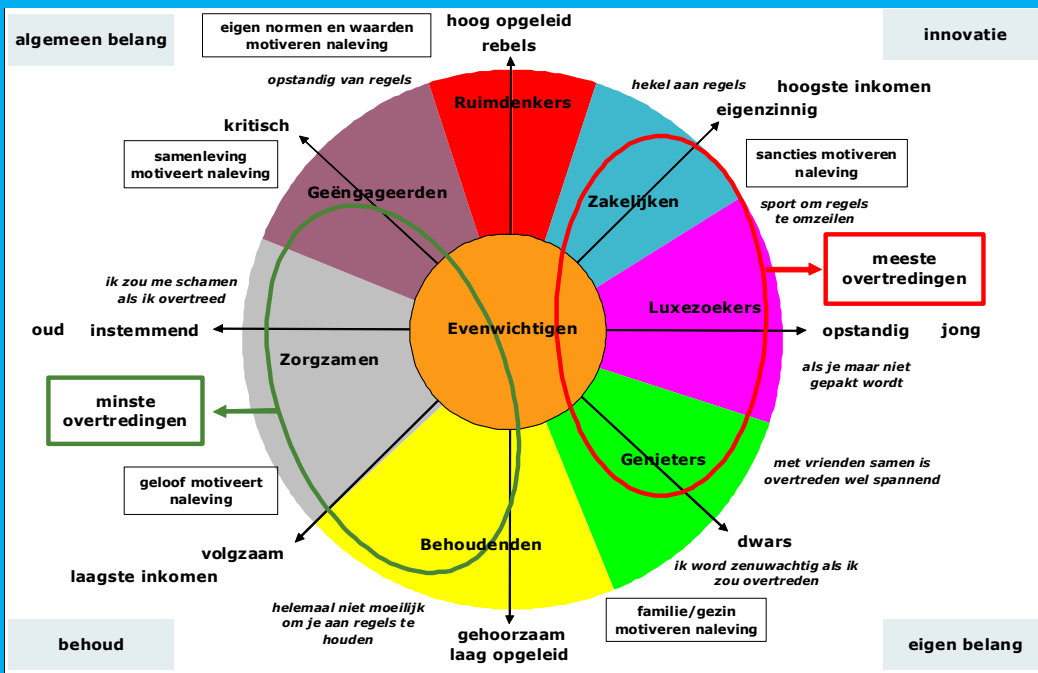 algemeen belang
eigen normen en waarden
motiveren naleving
hoog opgeleid
rebels
innovatie
opstandig van regels
hekel aan regels
hoogste inkomen
eigenzinnig
Ruimdenkers
kritisch
samenleving
motiveert naleving
sancties motiveren
naleving
Geëngageerden
Zakelijken
sport om regels
te omzeilen
meeste
overtredingen
ik zou me schamen
als ik overtreed
Luxezoekers
oud
instemmend
Evenwichtigen
opstandig
jong
Zorgzamen
als je maar niet
gepakt wordt
minste
overtredingen
Genieters
met vrienden samen is
overtreden wel spannend
geloof motiveert
naleving
volgzaam
Behoudenden
dwars
laagste inkomen
ik word zenuwachtig als ik
zou overtreden
helemaal niet moeilijk
om je aan regels te
houden
familie/gezin
motiveren naleving
behoud
gehoorzaam
laag opgeleid
eigen belang